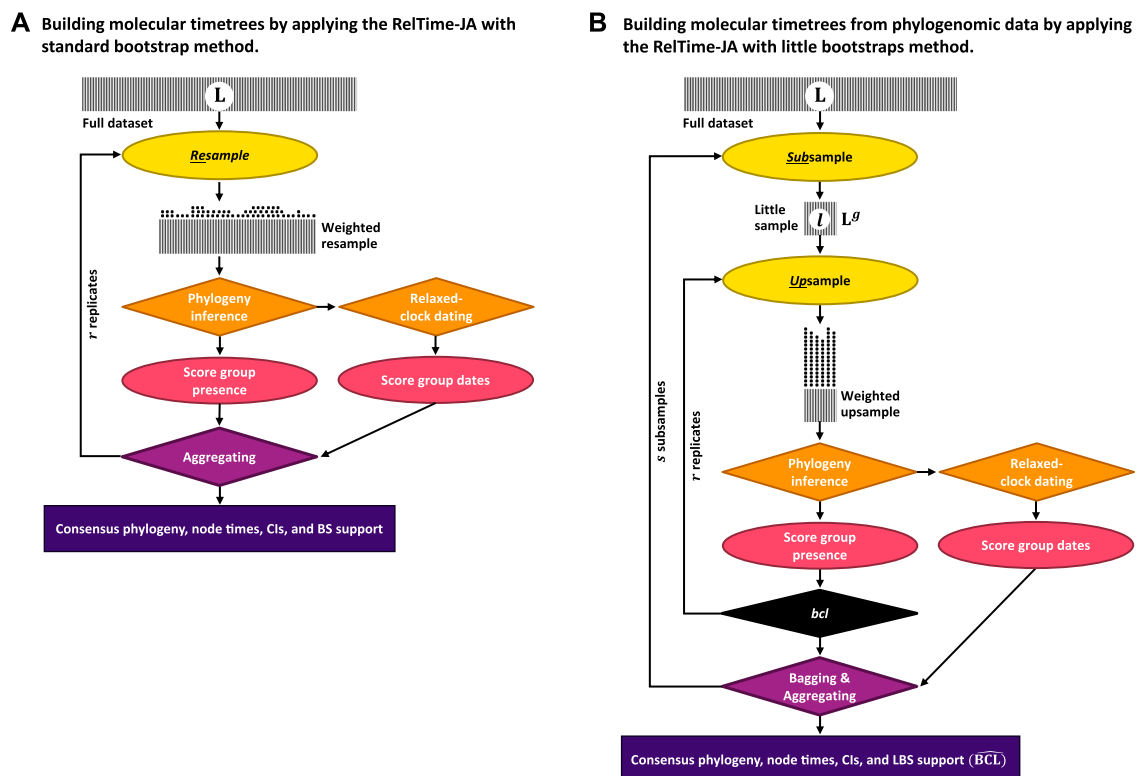 A Building molecular timetrees by applying the RelTime-JA with
standard bootstrap method.
L
Full dataset
Resample
Weighted
resample
r replicates
Phylogeny
inference
Relaxed-
clock dating
Score group
presence
Score group dates
Aggregating
Consensus phylogeny, node times, CIs, and BS support
B Building molecular timetrees from phylogenomic data by applying
the RelTime-JA with little bootstraps method.
L
Full dataset
Subsample
Little
sample
l
L^g
Upsample
Weighted
upsample
s subsamples
r replicates
Phylogeny
inference
Relaxed-
clock dating
Score group
presence
Score group dates
bcl
Bagging &
Aggregating
Consensus phylogeny, node times, CIs, and LBS support (B͡CL)